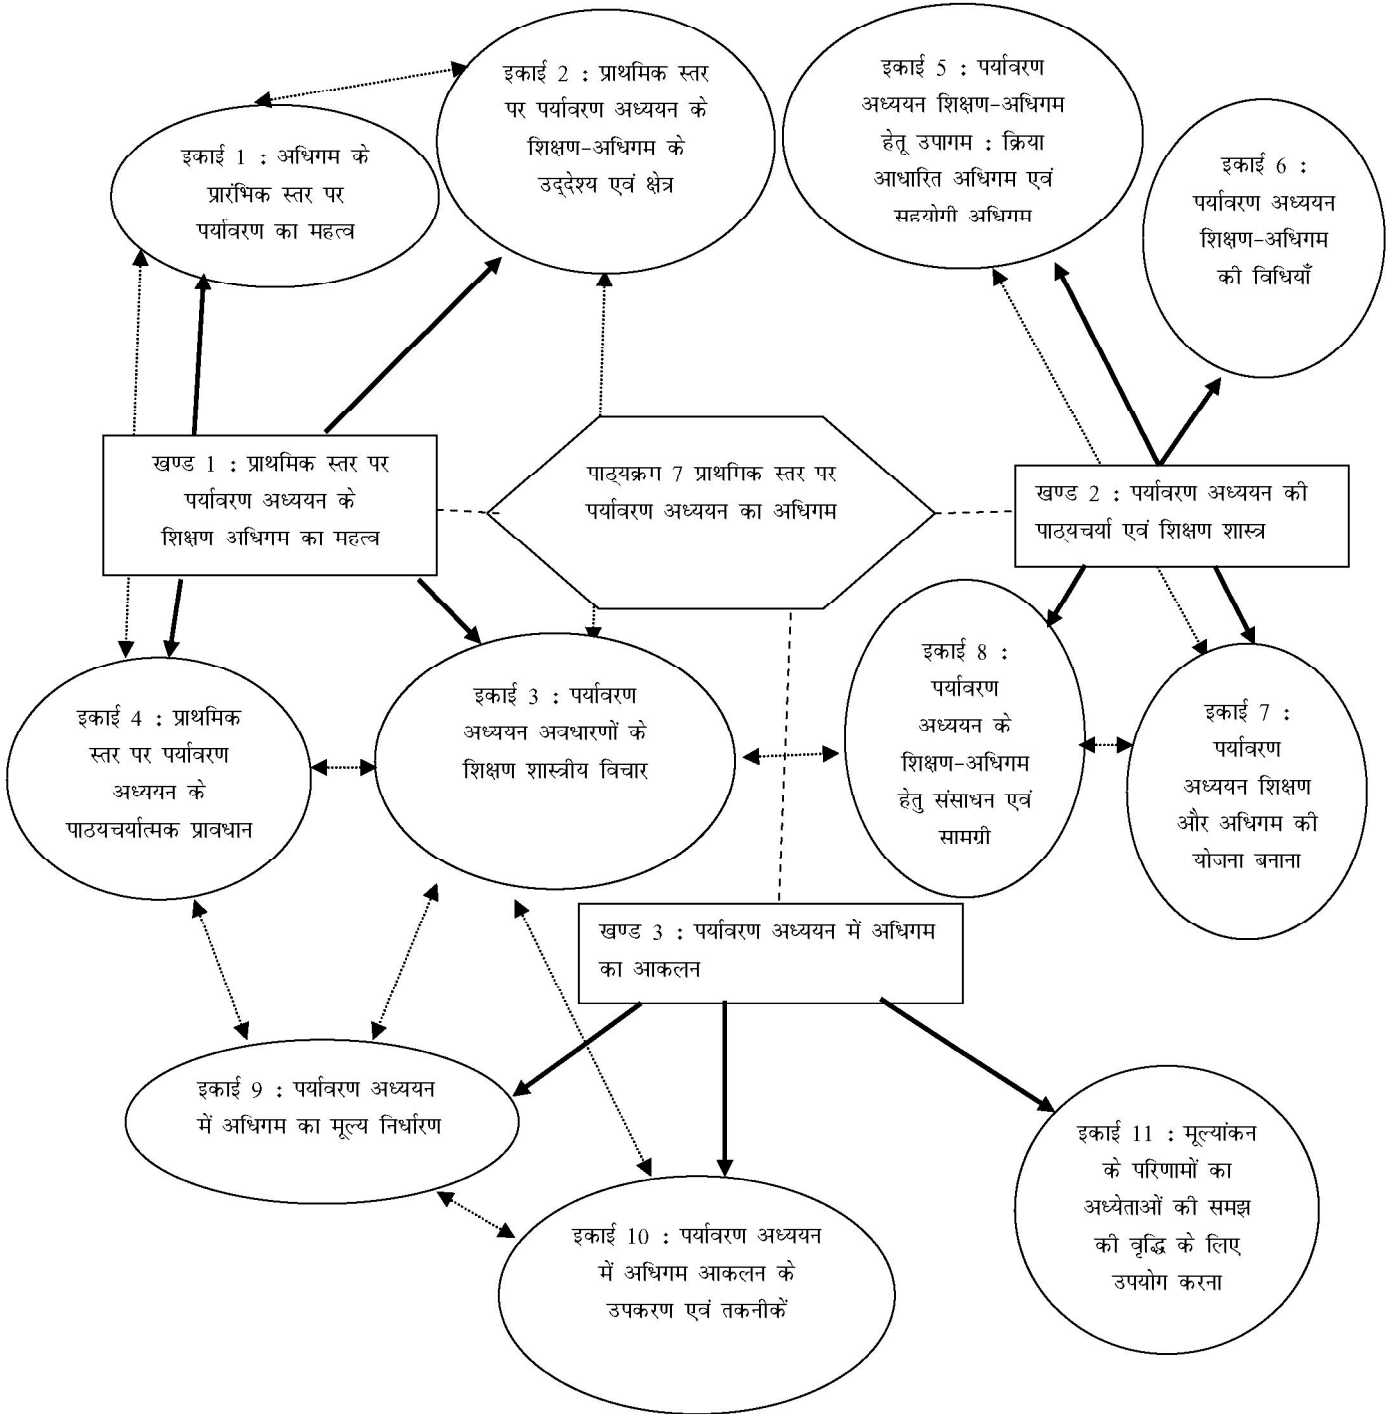 इकाई 2 : प्राथमिक स्तर
पर पर्यावरण अध्ययन के
शिक्षण-अधिगम के
उद्‌देश्य एवं क्षेत्र
इकाई 5 : पर्यावरण
अध्ययन शिक्षण-अधिगम
हेतू उपागम : क्रिया
आधारित अधिगम एवं
सहयोगी अधिगम
इकाई 1 : अधिगम के
प्रारंभिक स्तर पर
पर्यावरण का महत्व
इकाई 6 :
पर्यावरण अध्ययन
शिक्षण-अधिगम
की विधियाँ
खण्ड 1 : प्राथमिक स्तर पर
पर्यावरण अध्ययन के
शिक्षण अधिगम का महत्व
पाठ्‌यक्रम 7 प्राथमिक स्तर पर
पर्यावरण अध्ययन का अधिगम
खण्ड 2 : पर्यावरण अध्ययन की
पाठ्‌यचर्या एवं शिक्षण शास्त्र
इकाई 4 : प्राथमिक
स्तर पर पर्यावरण
अध्ययन के
पाठयचर्यात्मक प्रावधान
इकाई 3 : पर्यावरण
अध्ययन अवधारणों के
शिक्षण शास्त्रीय विचार
इकाई 8 :
पर्यावरण
अध्ययन के
शिक्षण-अधिगम
हेतु संसाधन एवं
सामग्री
इकाई 7 :
पर्यावरण
अध्ययन शिक्षण
और अधिगम की
योजना बनाना
खण्ड 3 : पर्यावरण अध्ययन में अधिगम
का आकलन
इकाई 9 : पर्यावरण अध्ययन
में अधिगम का मूल्य निर्धारण
इकाई 10 : पर्यावरण अध्ययन
में अधिगम आकलन के
उपकरण एवं तकनीकें
इकाई 11 : मूल्यांकन
के परिणामों का
अध्येताओं की समझ
की वृद्धि के लिए
उपयोग करना